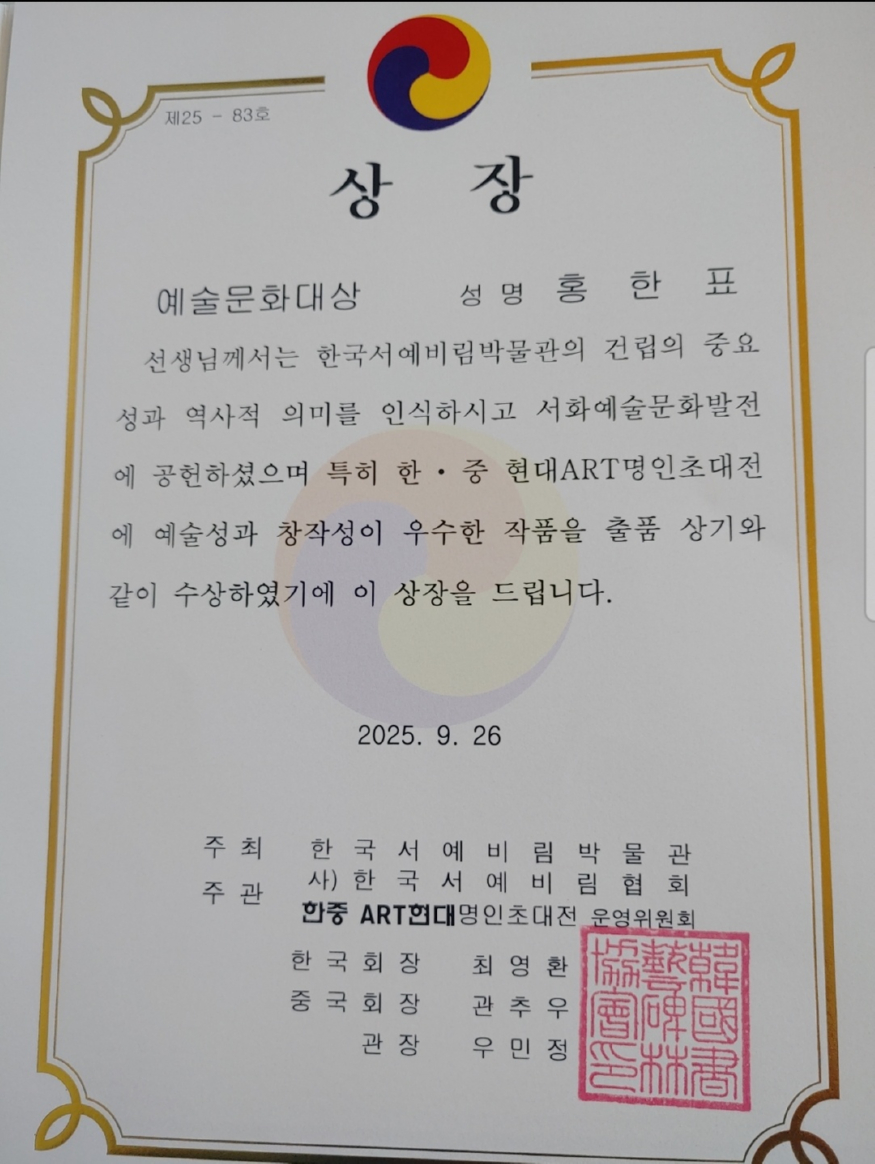 제25 - 83호
상 장
예술문화대상 성 명 홍 한 표
선생님께서는 한국서예비림박물관의 건립의 중요
성과 역사적 의미를 인식하시고 서화예술문화발전
에 공헌하셨으며 특히 한·중 현대ART명인초대전
에 예술성과 창작성이 우수한 작품을 출품 상기와
같이 수상하였기에 이 상장을 드립니다.
2025. 9. 26
주 최 한 국 서 예 비 림 박 물 관
주 관 사) 한 국 서 예 비 림 협 회
한중 ART현대명인초대전 운영위원회
한 국 회 장 최 영 환
중 국 회 장 관 추 우
관 장 우 민 정
韓國書
藝碑林
協會印